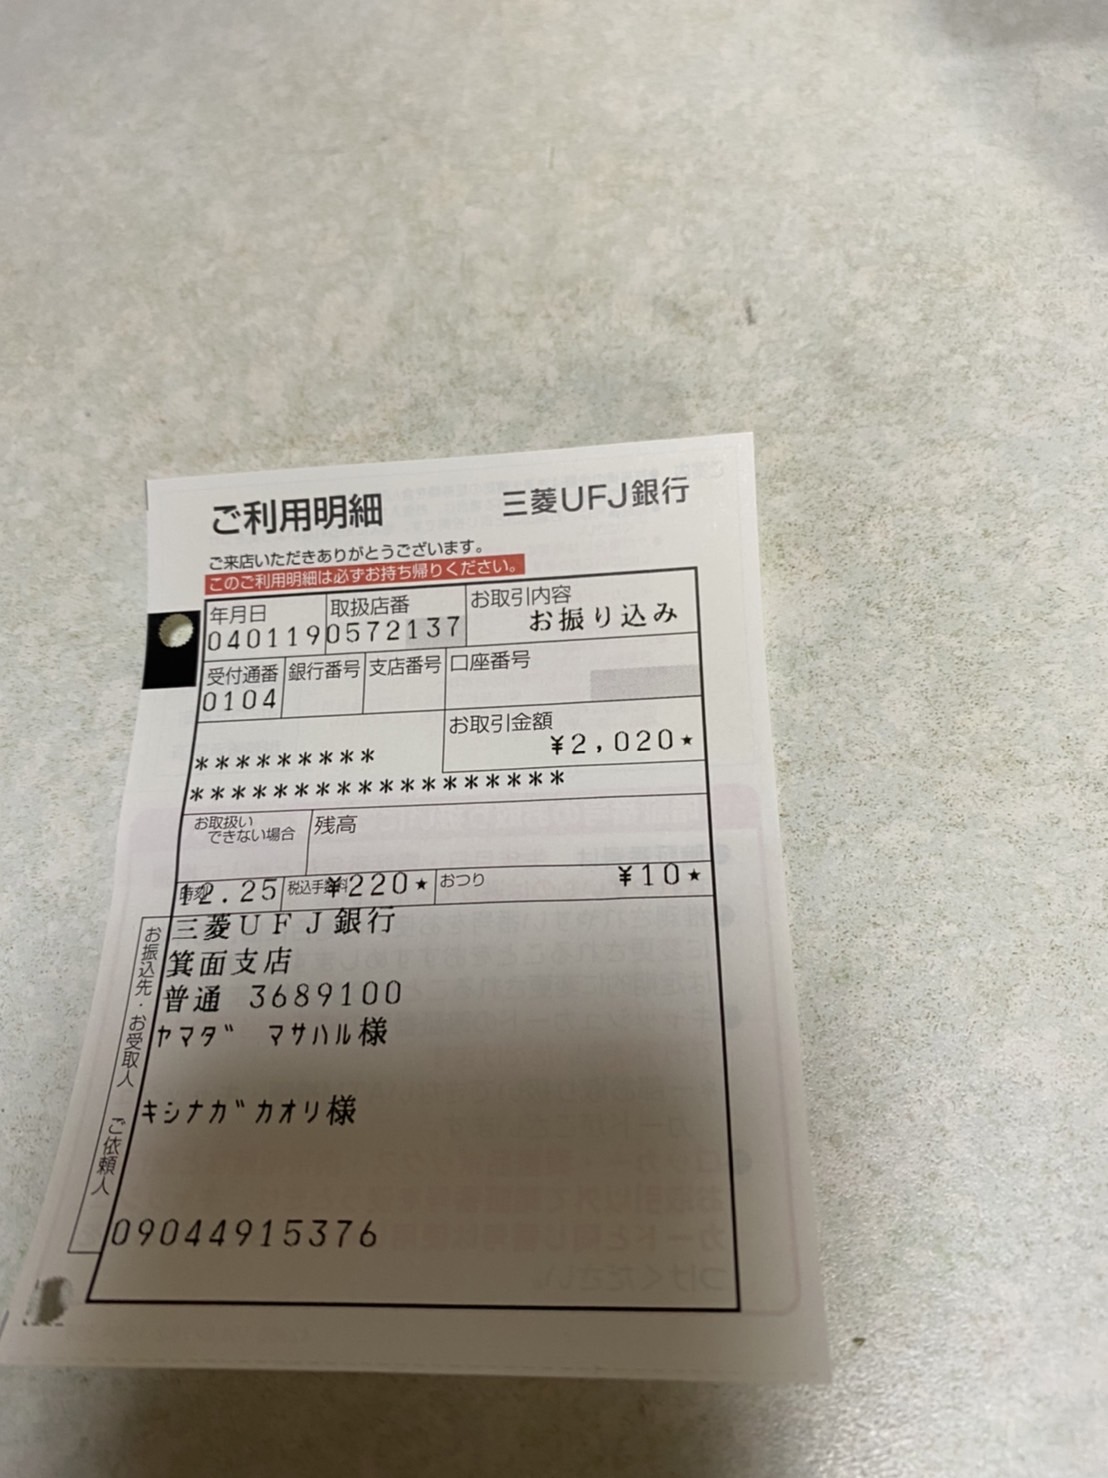 ご利用明細 三菱UFJ銀行
ご来店いただきありがとうございます。
このご利用明細は必ずお持ち帰りください。
年月日 取扱店番 お取引内容
040119 0572137 お振り込み
受付通番 銀行番号 支店番号 口座番号
0104
お取引金額
¥2,020★
*********
******************
お取扱い
できない場合
残高
時刻 12.25 税込手数料 ¥220★ おつり ¥10★
お振込先・お受取人
三菱UFJ銀行
箕面支店
普通 3689100
ヤマダ゛ マサハル様
ご依頼人
キシナガ゛カオリ様
09044915376